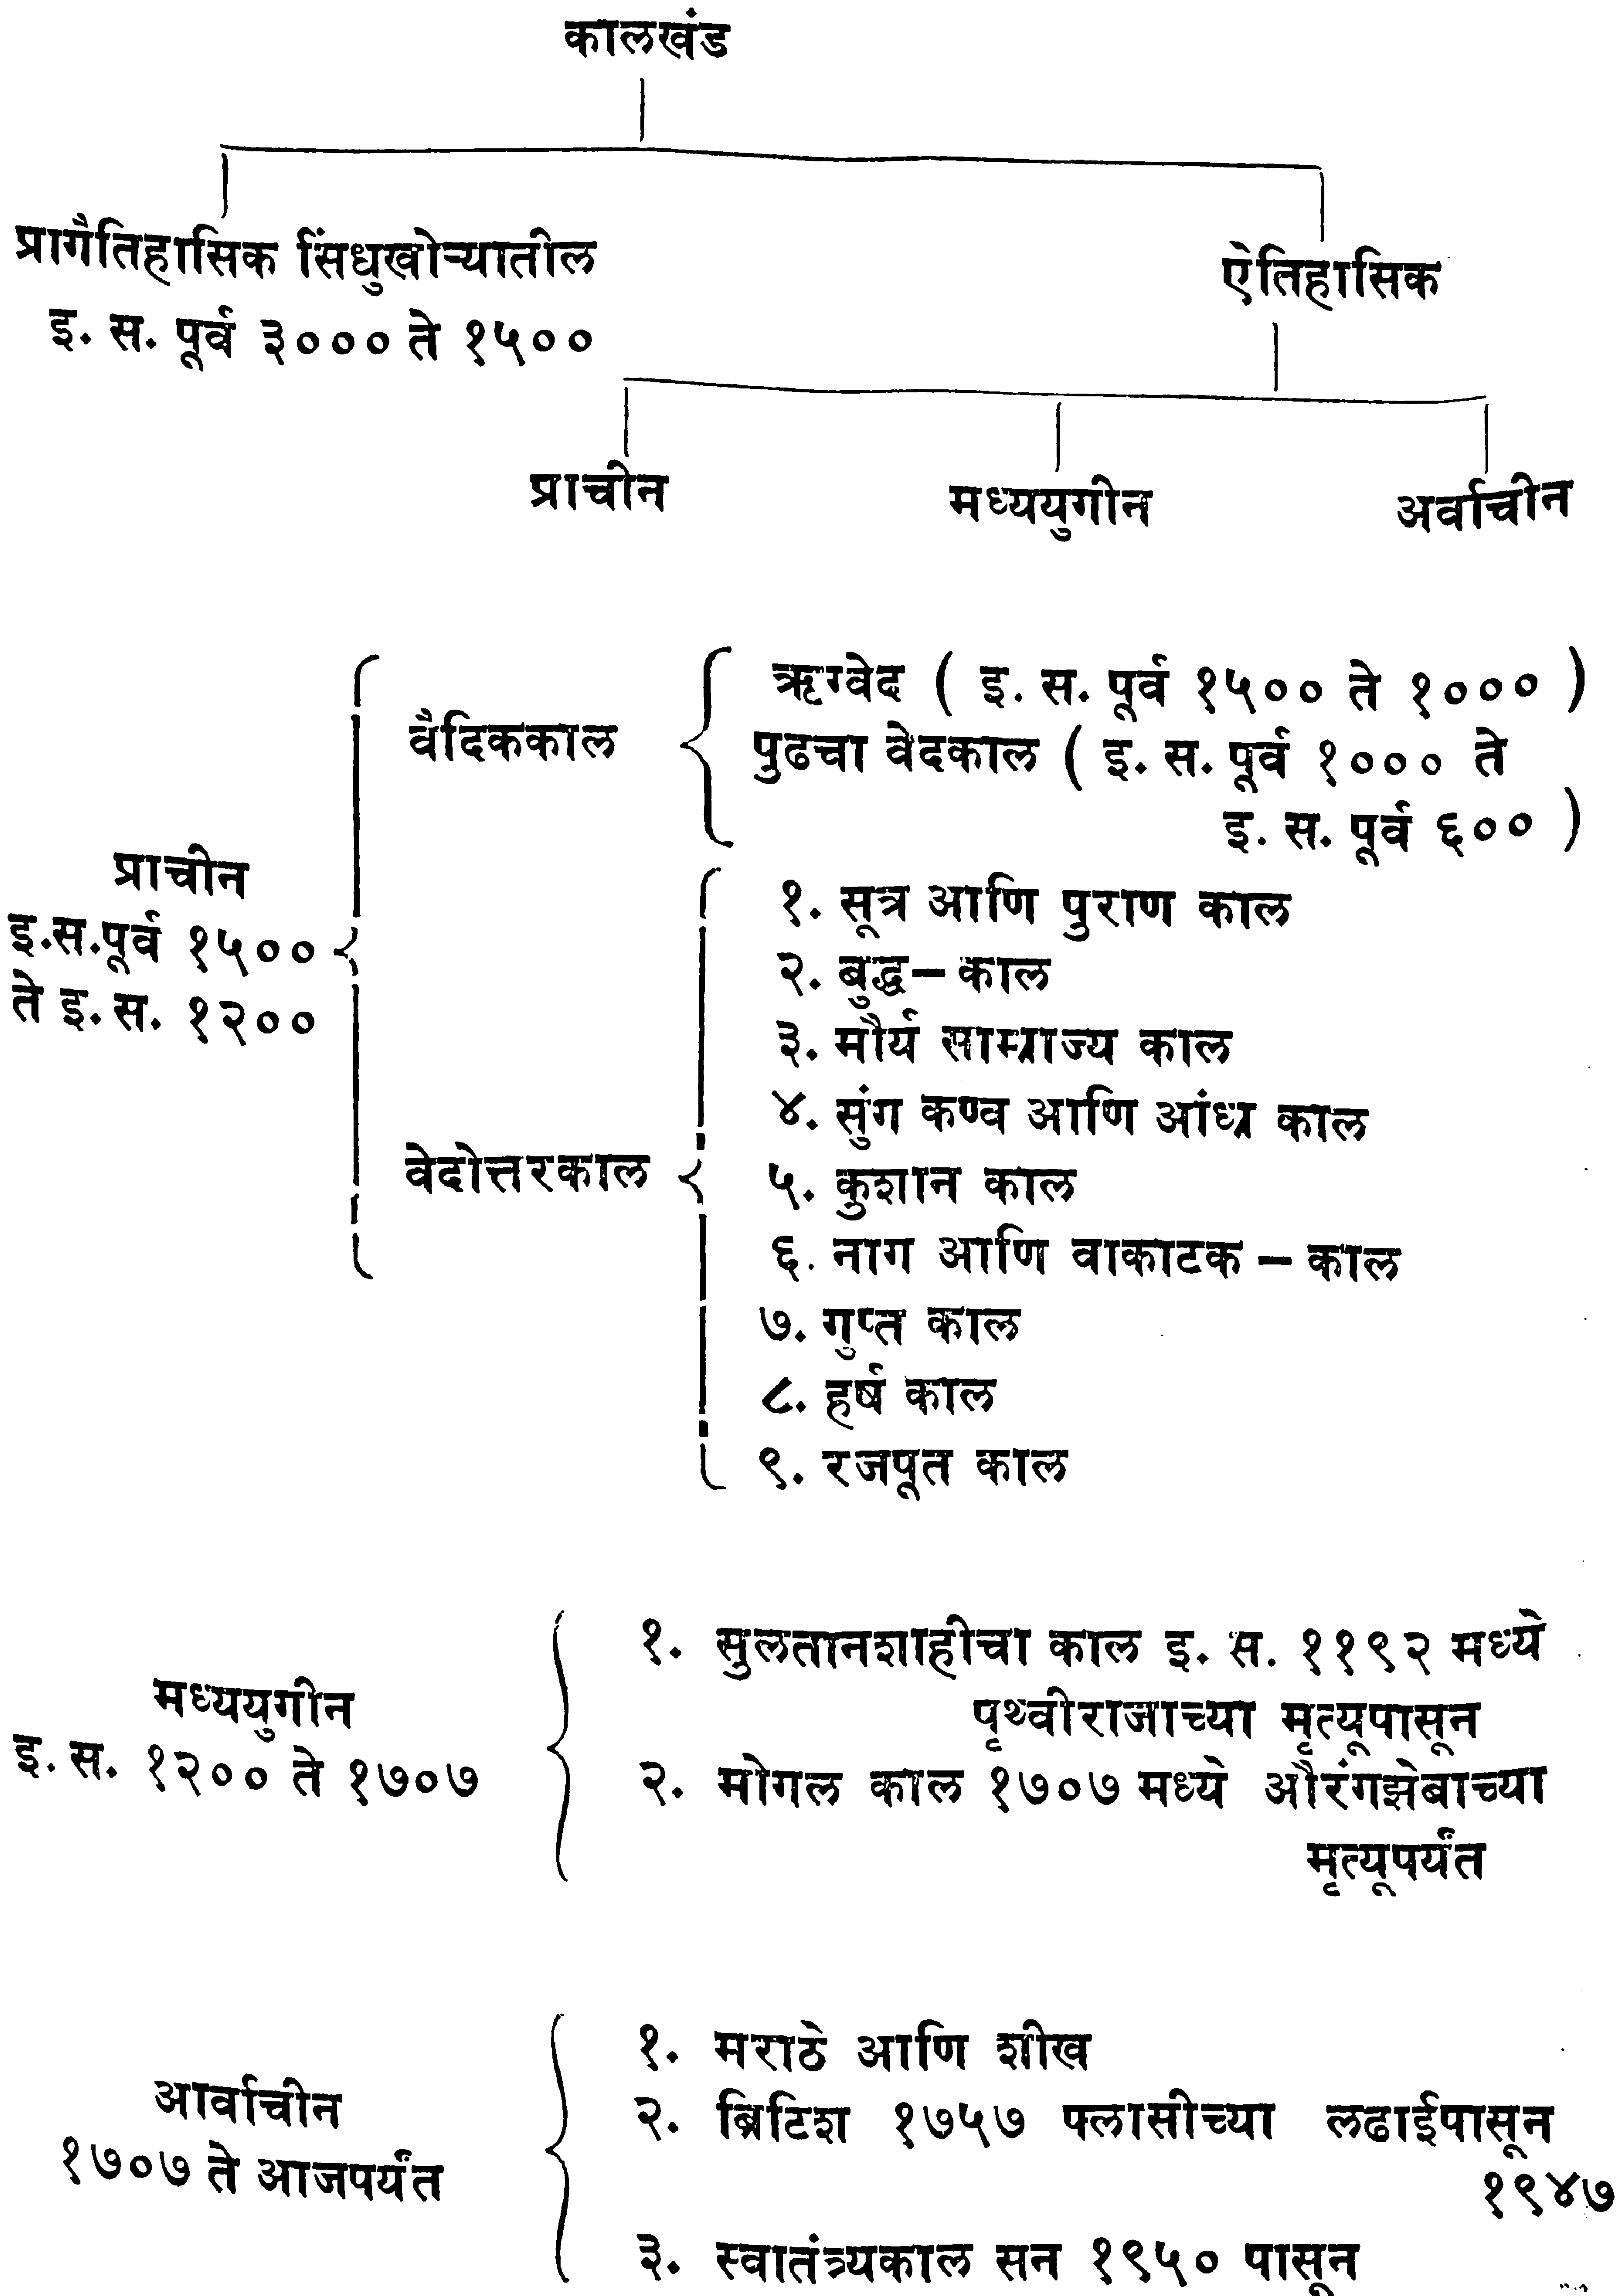 कालखंड
प्रागैतिहासिक सिंधुखोऱ्यातील
इ. स. पूर्व ३००० ते १५००
ऐतिहासिक
प्राचीन मध्ययुगीन अर्वाचीन
प्राचीन
इ.स.पूर्व १५००
ते इ. स. १२००
वैदिककाल
ऋग्वेद ( इ. स. पूर्व १५०० ते १००० )
पुढचा वेदकाल ( इ. स. पूर्व १००० ते
इ. स. पूर्व ६०० )
वेदोत्तरकाल
१. सूत्र आणि पुराण काल
२. बुद्ध – काल
३. मौर्य साम्राज्य काल
४. सुंग कण्व आणि आंध्र काल
५. कुशान काल
६. नाग आणि वाकाटक – काल
७. गुप्त काल
८. हर्ष काल
९. रजपूत काल
मध्ययुगीन
इ. स. १२०० ते १७०७
१. सुलतानशाहीचा काल इ. स. ११९२ मध्ये
पृथ्वीराजाच्या मृत्यूपासून
२. मोगल काल १७०७ मध्ये औरंगझेबाच्या
मृत्यूपर्यंत
आर्वाचीन
१७०७ ते आजपर्यंत
१. मराठे आणि शीख
२. ब्रिटिश १७५७ फ्लासीच्या लढाईपासून
१९४७
३. स्वातंत्र्यकाल सन १९५० पासून